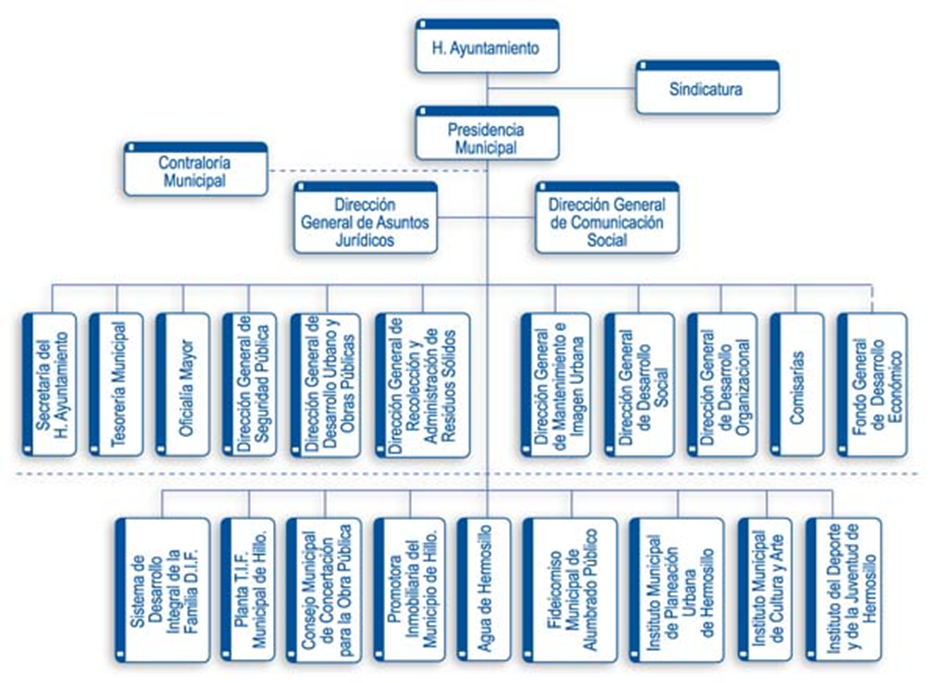 H. Ayuntamiento
Sindicatura
Presidencia
Municipal
Contraloría
Municipal
Dirección
General de Asuntos
Jurídicos
Dirección General
de Comunicación
Social
Secretaría del
H. Ayuntamiento
Tesorería Municipal
Oficialía Mayor
Dirección General de
Seguridad Pública
Dirección General de
Desarrollo Urbano y
Obras Públicas
Dirección General de
Recolección y
Administración de
Residuos Sólidos
Dirección General
de Mantenimiento e
Imagen Urbana
Dirección General
de Desarrollo
Social
Dirección General
de Desarrollo
Organizacional
Comisarías
Fondo General
de Desarrollo
Económico
Sistema de
Desarrollo
Integral de la
Familia D.I.F.
Planta T.I.F.
Municipal de Hillo.
Consejo Municipal
de Concertación
para la Obra Pública
Promotora
Inmobiliaria del
Municipio de Hillo.
Agua de Hermosillo
Fideicomiso
Municipal de
Alumbrado Público
Instituto Municipal
de Planeación
Urbana
de Hermosillo
Instituto Municipal
de Cultura y Arte
Instituto del Deporte
y de la Juventud de
Hermosillo